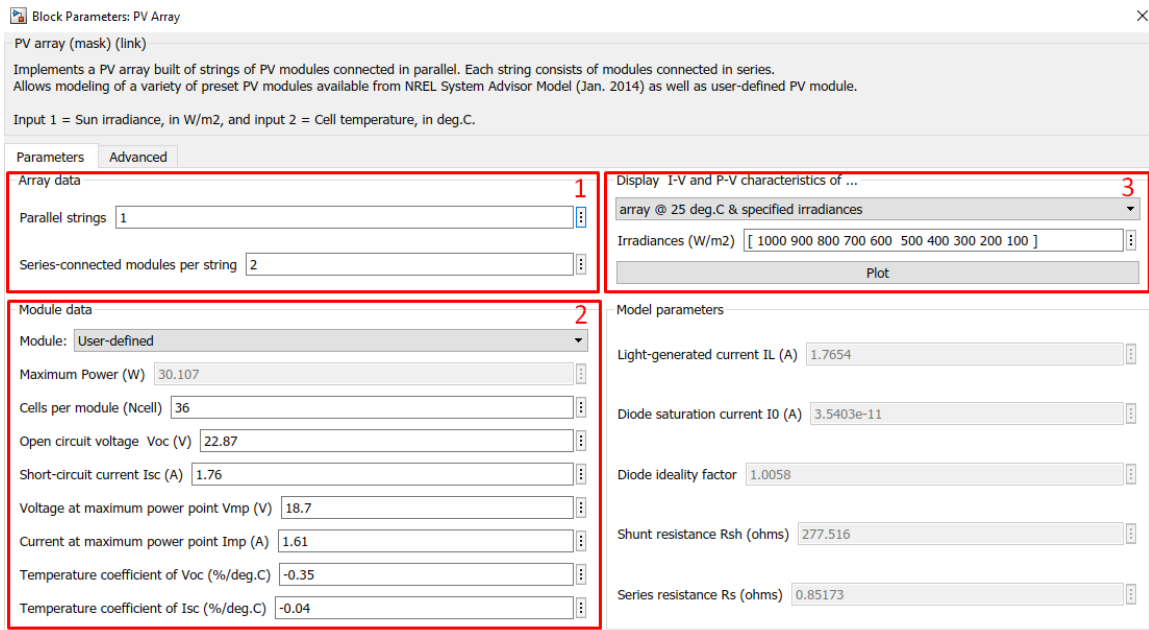 Block Parameters: PV Array
PV array (mask) (link)
Implements a PV array built of strings of PV modules connected in parallel. Each string consists of modules connected in series.
Allows modeling of a variety of preset PV modules available from NREL System Advisor Model (Jan. 2014) as well as user-defined PV module.
Input 1 = Sun irradiance, in W/m2, and input 2 = Cell temperature, in deg.C.
Parameters Advanced
Array data
1
Parallel strings 1
Series-connected modules per string 2
Display I-V and P-V characteristics of ...
3
array @ 25 deg.C & specified irradiances
Irradiances (W/m2) [ 1000 900 800 700 600 500 400 300 200 100 ]
Plot
Module data
2
Module: User-defined
Maximum Power (W) 30.107
Cells per module (Ncell) 36
Open circuit voltage Voc (V) 22.87
Short-circuit current Isc (A) 1.76
Voltage at maximum power point Vmp (V) 18.7
Current at maximum power point Imp (A) 1.61
Temperature coefficient of Voc (%/deg.C) -0.35
Temperature coefficient of Isc (%/deg.C) -0.04
Model parameters
Light-generated current IL (A) 1.7654
Diode saturation current I0 (A) 3.5403e-11
Diode ideality factor 1.0058
Shunt resistance Rsh (ohms) 277.516
Series resistance Rs (ohms) 0.85173